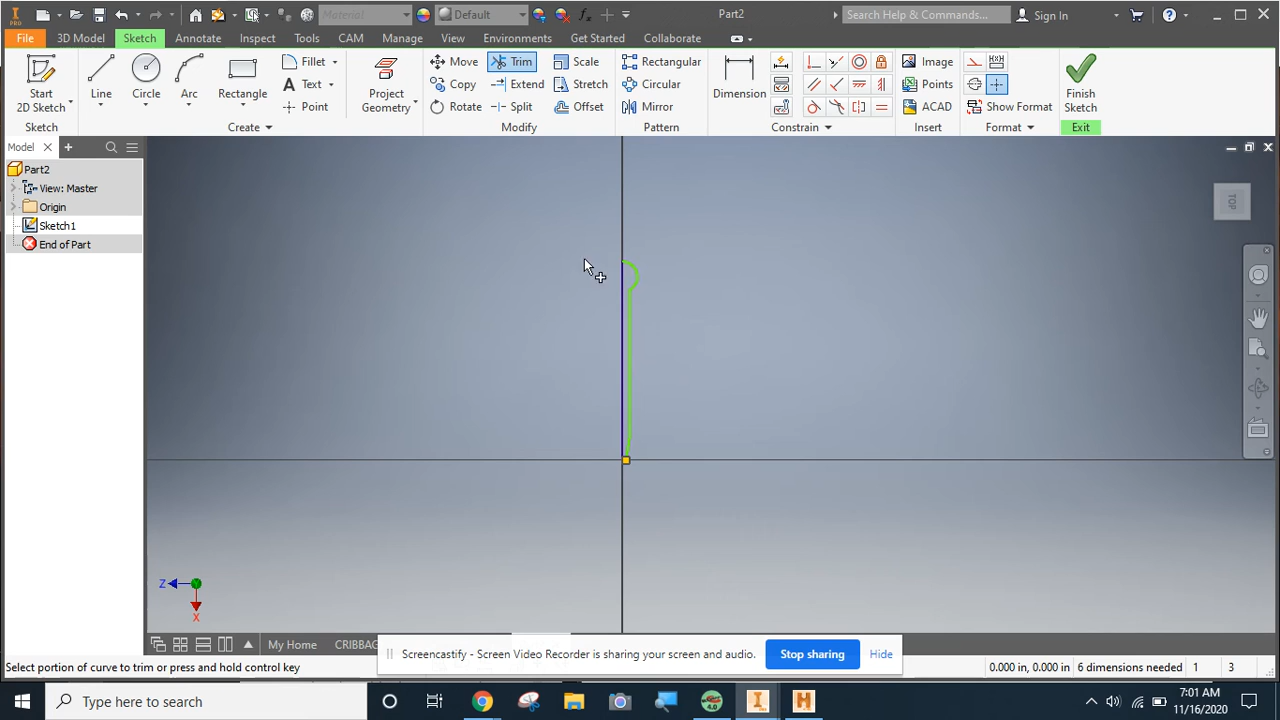 Material
Default
Part2
Search Help & Commands...
Sign In
PRO
File
3D Model
Sketch
Annotate
Inspect
Tools
CAM
Manage
View
Environments
Get Started
Collaborate
Start
2D Sketch
Line
Circle
Arc
Rectangle
Fillet
Text
Point
Project
Geometry
Move
Copy
Rotate
Trim
Extend
Split
Scale
Stretch
Offset
Rectangular
Circular
Mirror
Dimension
Image
Points
ACAD
Show Format
Finish
Sketch
Sketch
Create
Modify
Pattern
Constrain
Insert
Format
Exit
Model
Part2
View: Master
Origin
Sketch1
End of Part
TOP
Z
X
My Home
CRIBBAG
Screencastify - Screen Video Recorder is sharing your screen and audio.
Stop sharing
Hide
Select portion of curve to trim or press and hold control key
0.000 in, 0.000 in
6 dimensions needed
1
3
Type here to search
4.0
7:01 AM
11/16/2020